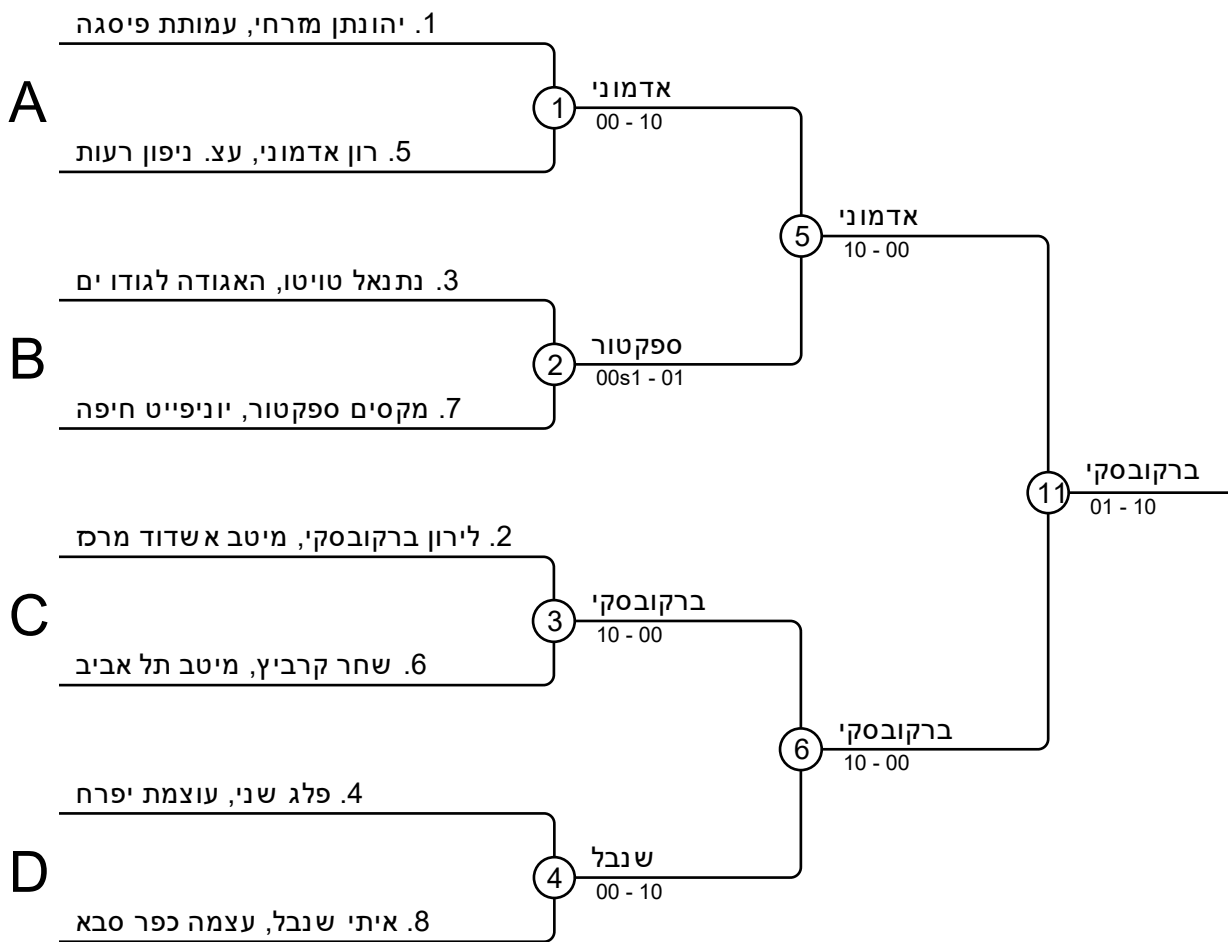 1. יהונתן מזרחי, עמותת פיסגה
A
1
אדמוני
00 - 10
5. רון אדמוני, עצ. ניפון רעות
5
אדמוני
10 - 00
3. נתנאל טויטו, האגודה לגודו ים
B
2
ספקטור
00s1 - 01
7. מקסים ספקטור, יוניפייט חיפה
11
ברקובסקי
01 - 10
2. לירון ברקובסקי, מיטב אשדוד מרכז
C
3
ברקובסקי
10 - 00
6. שחר קרביץ, מיטב תל אביב
6
ברקובסקי
10 - 00
4. פלג שני, עוצמת יפרח
D
4
שנבל
00 - 10
8. איתי שנבל, עצמה כפר סבא